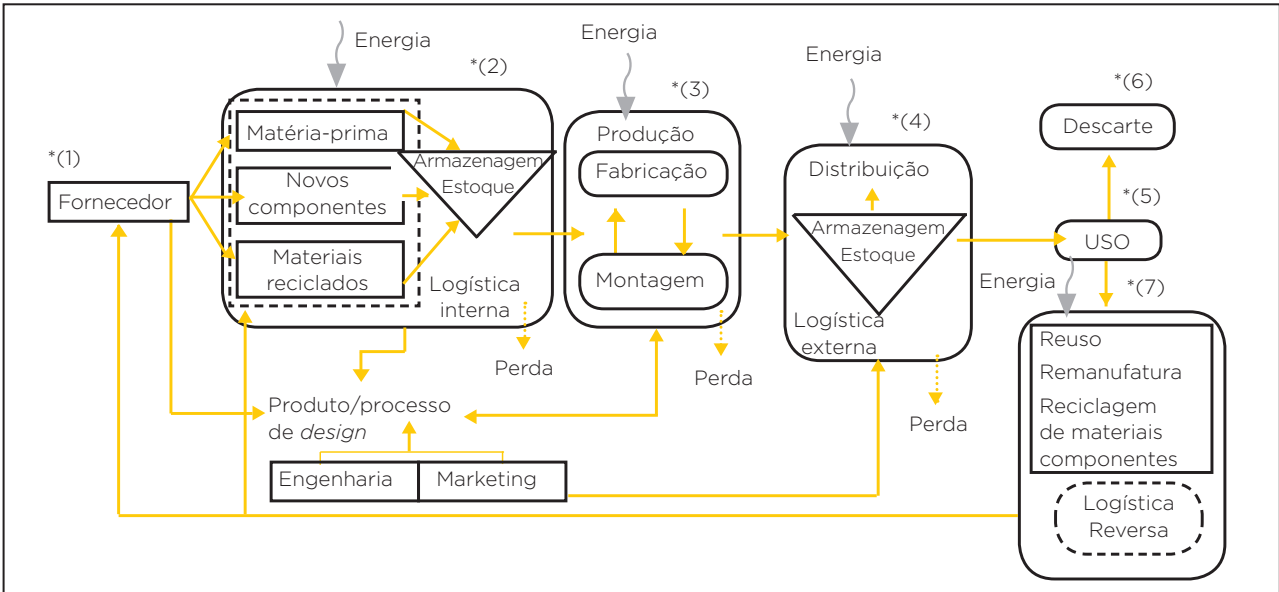 Energia
*(2)
Energia
*(3)
Energia
*(4)
*(6)
Descarte
*(1)
Fornecedor
Matéria-prima
Novos
componentes
Materiais
reciclados
Armazenagem
Estoque
Logística
interna
Perda
Produção
Fabricação
Montagem
Perda
Distribuição
Armazenagem
Estoque
Logística
externa
Perda
*(5)
USO
Energia
*(7)
Reuso
Remanufatura
Reciclagem
de materiais
componentes
Logística
Reversa
Produto/processo
de design
Engenharia
Marketing